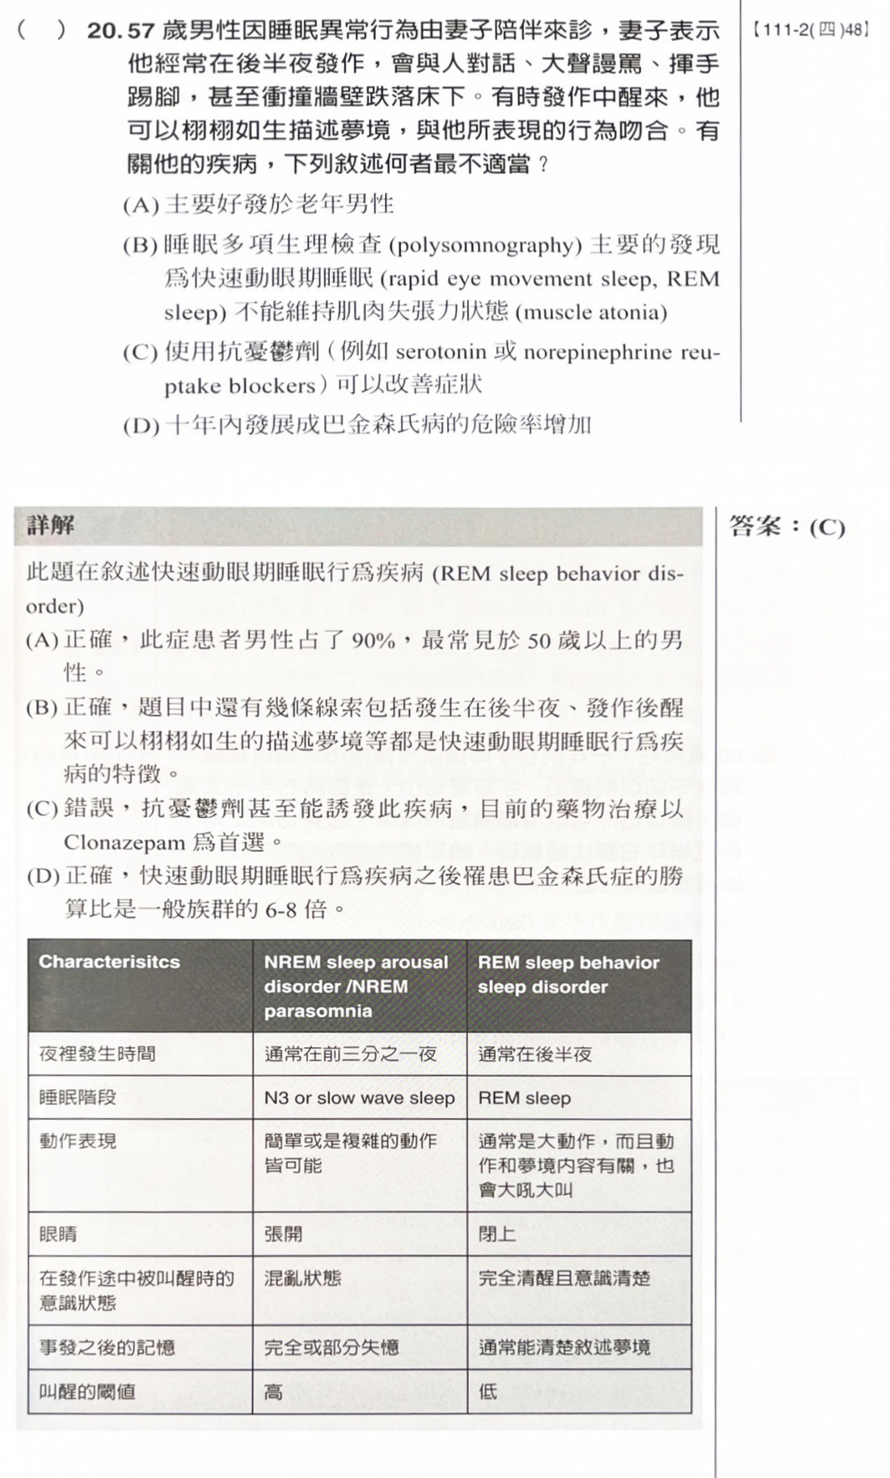 (　) 20. 57 歲男性因睡眠異常行為由妻子陪伴來診，妻子表示
【111-2(四)48】
他經常在後半夜發作，會與人對話、大聲謾罵、揮手
踢腳，甚至衝撞牆壁跌落床下。有時發作中醒來，他
可以栩栩如生描述夢境，與他所表現的行為吻合。有
關他的疾病，下列敘述何者最不適當？
(A) 主要好發於老年男性
(B) 睡眠多項生理檢查 (polysomnography) 主要的發現
為快速動眼期睡眠 (rapid eye movement sleep, REM
sleep) 不能維持肌肉失張力狀態 (muscle atonia)
(C) 使用抗憂鬱劑（例如 serotonin 或 norepinephrine reu-
ptake blockers）可以改善症狀
(D) 十年內發展成巴金森氏病的危險率增加
詳解
答案：(C)
此題在敘述快速動眼期睡眠行為疾病 (REM sleep behavior dis-
order)
(A) 正確，此症患者男性占了 90%，最常見於 50 歲以上的男
性。
(B) 正確，題目中還有幾條線索包括發生在後半夜、發作後醒
來可以栩栩如生的描述夢境等都是快速動眼期睡眠行為疾
病的特徵。
(C) 錯誤，抗憂鬱劑甚至能誘發此疾病，目前的藥物治療以
Clonazepam 為首選。
(D) 正確，快速動眼期睡眠行為疾病之後罹患巴金森氏症的勝
算比是一般族群的 6-8 倍。
Characterisitcs
NREM sleep arousal
disorder /NREM
parasomnia
REM sleep behavior
sleep disorder
夜裡發生時間
通常在前三分之一夜
通常在後半夜
睡眠階段
N3 or slow wave sleep
REM sleep
動作表現
簡單或是複雜的動作
皆可能
通常是大動作，而且動
作和夢境內容有關，也
會大吼大叫
眼睛
張開
閉上
在發作途中被叫醒時的
意識狀態
混亂狀態
完全清醒且意識清楚
事發之後的記憶
完全或部分失憶
通常能清楚敘述夢境
叫醒的閾值
高
低